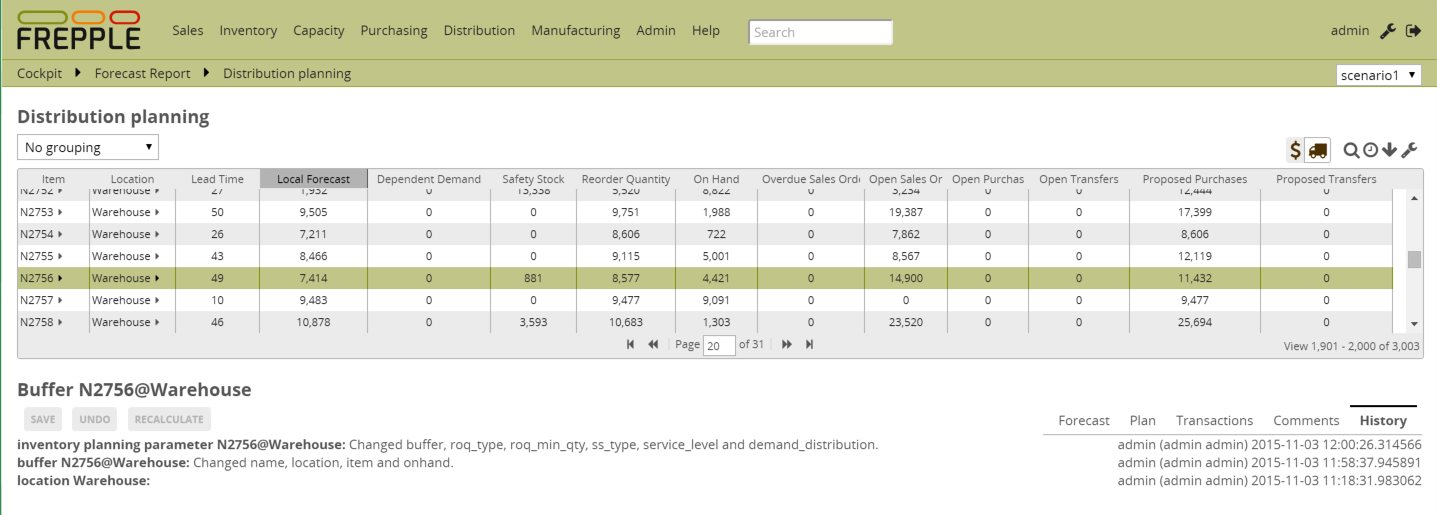 FREPPLE Sales Inventory Capacity Purchasing Distribution Manufacturing Admin Help Search admin
Cockpit Forecast Report Distribution planning scenario1
Distribution planning
No grouping $
Item Location Lead Time Local Forecast Dependent Demand Safety Stock Reorder Quantity On Hand Overdue Sales Orde Open Sales Or Open Purchas Open Transfers Proposed Purchases Proposed Transfers
N2752 Warehouse 27 1,932 0 13,338 5,520 8,822 0 3,234 0 0 12,444 0
N2753 Warehouse 50 9,505 0 0 9,751 1,988 0 19,387 0 0 17,399 0
N2754 Warehouse 26 7,211 0 0 8,606 722 0 7,862 0 0 8,606 0
N2755 Warehouse 43 8,466 0 0 9,115 5,001 0 8,567 0 0 12,119 0
N2756 Warehouse 49 7,414 0 881 8,577 4,421 0 14,900 0 0 11,432 0
N2757 Warehouse 10 9,483 0 0 9,477 9,091 0 0 0 0 9,477 0
N2758 Warehouse 46 10,878 0 3,593 10,683 1,303 0 23,520 0 0 25,694 0
Page 20 of 31 View 1,901 - 2,000 of 3,003
Buffer N2756@Warehouse
SAVE UNDO RECALCULATE Forecast Plan Transactions Comments History
inventory planning parameter N2756@Warehouse: Changed buffer, roq_type, roq_min_qty, ss_type, service_level and demand_distribution. admin (admin admin) 2015-11-03 12:00:26.314566
buffer N2756@Warehouse: Changed name, location, item and onhand. admin (admin admin) 2015-11-03 11:58:37.945891
location Warehouse: admin (admin admin) 2015-11-03 11:18:31.983062